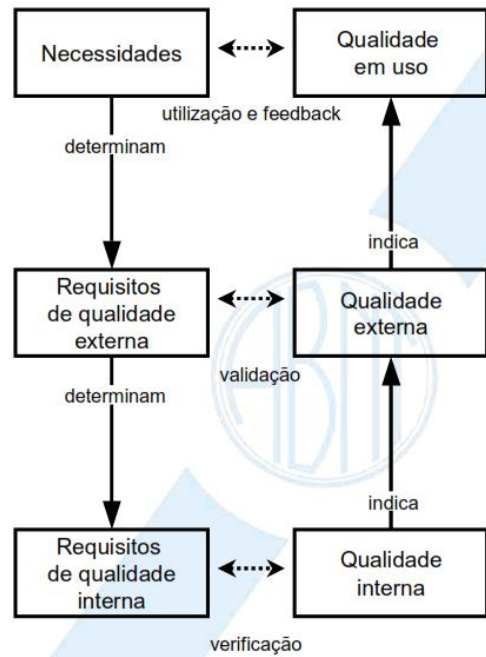 Necessidades
Qualidade
em uso
utilização e feedback
determinam
indica
Requisitos
de qualidade
externa
Qualidade
externa
validação
determinam
indica
Requisitos
de qualidade
interna
Qualidade
interna
verificação
ABNT